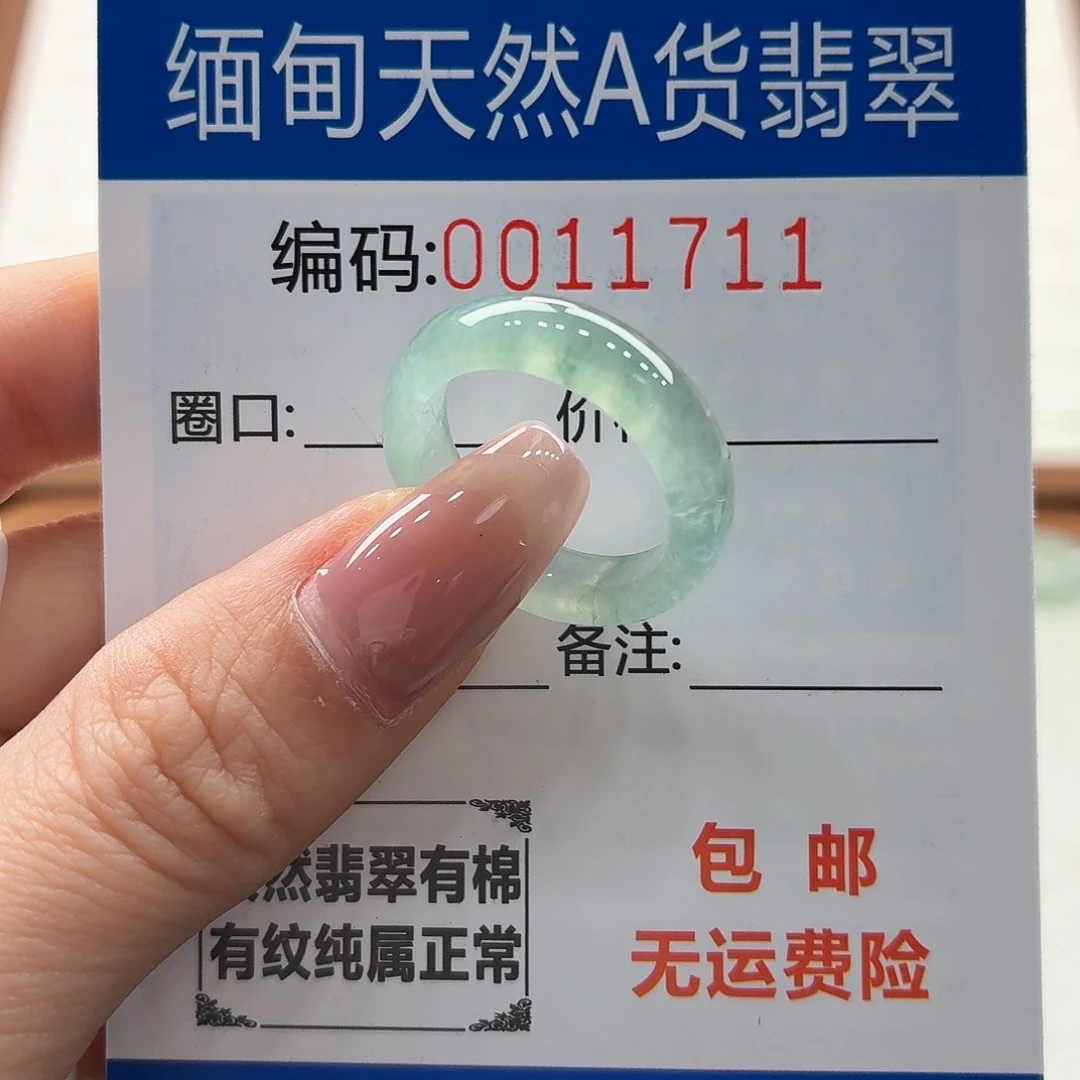 缅甸天然A货翡翠
编码:0011711
圈口:
价
备注:
然翡翠有棉
有纹纯属正常
包 邮
无运费险